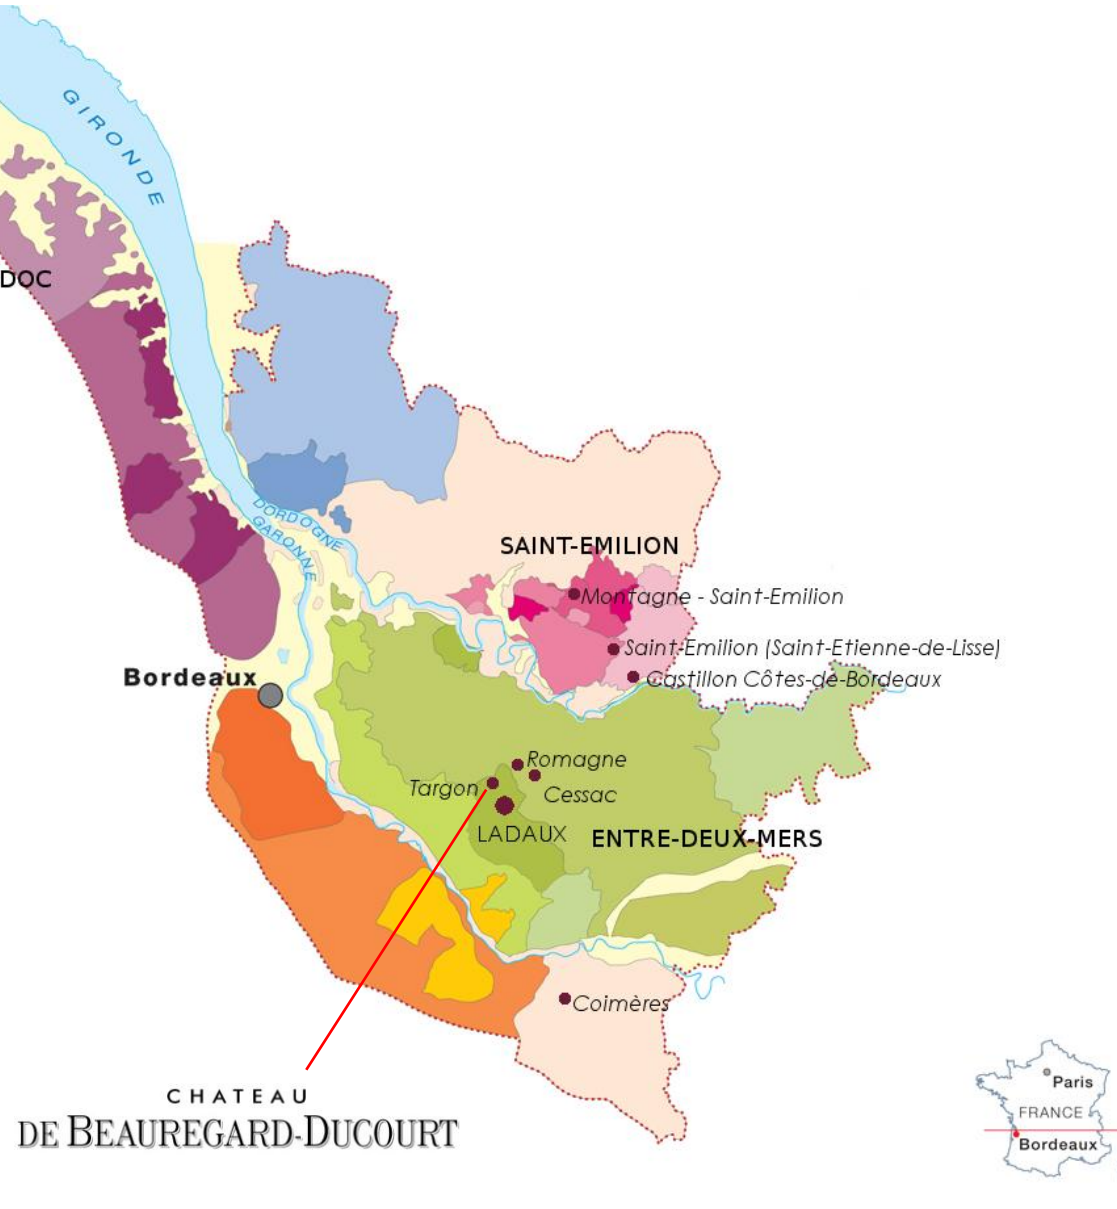 GIRONDE
DOC
DORDOGNE
GARONNE
SAINT-EMILION
Montagne - Saint-Emilion
Saint-Emilion (Saint-Etienne-de-Lisse)
Castillon Côtes-de-Bordeaux
Bordeaux
Romagne
Targon
Cessac
LADAUX
ENTRE-DEUX-MERS
Coimères
CHATEAU
DE BEAUREGARD-DUCOURT
Paris
FRANCE
Bordeaux